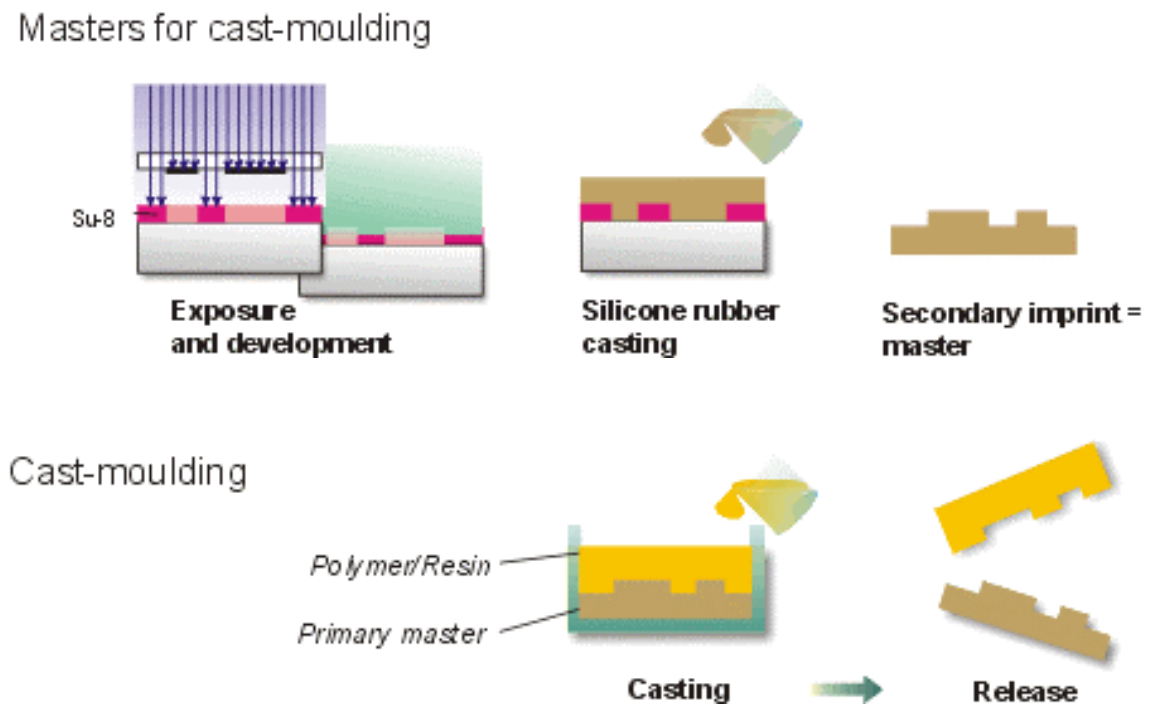 Masters for cast-moulding
Su-8
Exposure
and development
Silicone rubber
casting
Secondary imprint =
master
Cast-moulding
Polymer/Resin
Primary master
Casting
Release